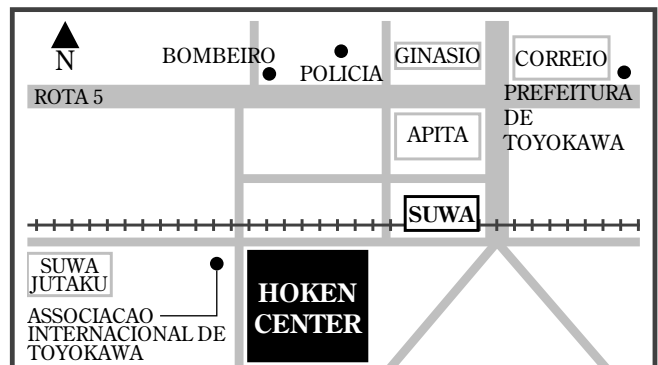 N
BOMBEIRO
POLICIA
GINASIO
CORREIO
ROTA 5
PREFEITURA
DE
TOYOKAWA
APITA
SUWA
SUWA
JUTAKU
ASSOCIACAO
INTERNACIONAL DE
TOYOKAWA
HOKEN
CENTER